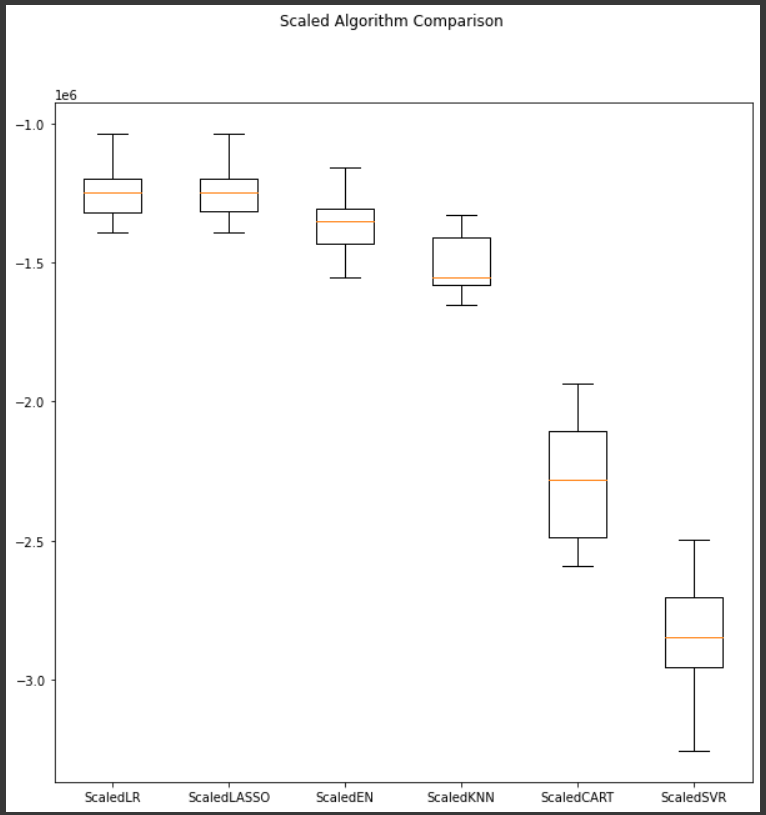 Scaled Algorithm Comparison
1e6
−1.0
−1.5
−2.0
−2.5
−3.0
ScaledLR ScaledLASSO ScaledEN ScaledKNN ScaledCART ScaledSVR